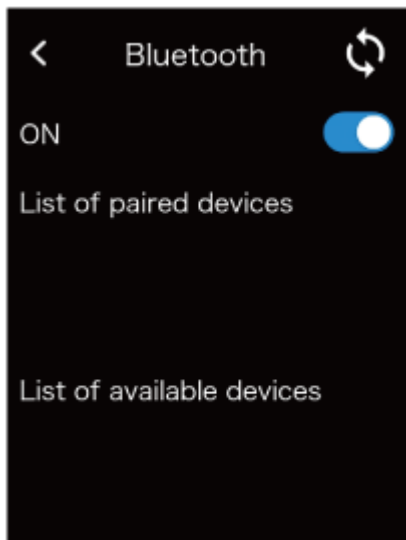 Bluetooth
ON
List of paired devices
List of available devices